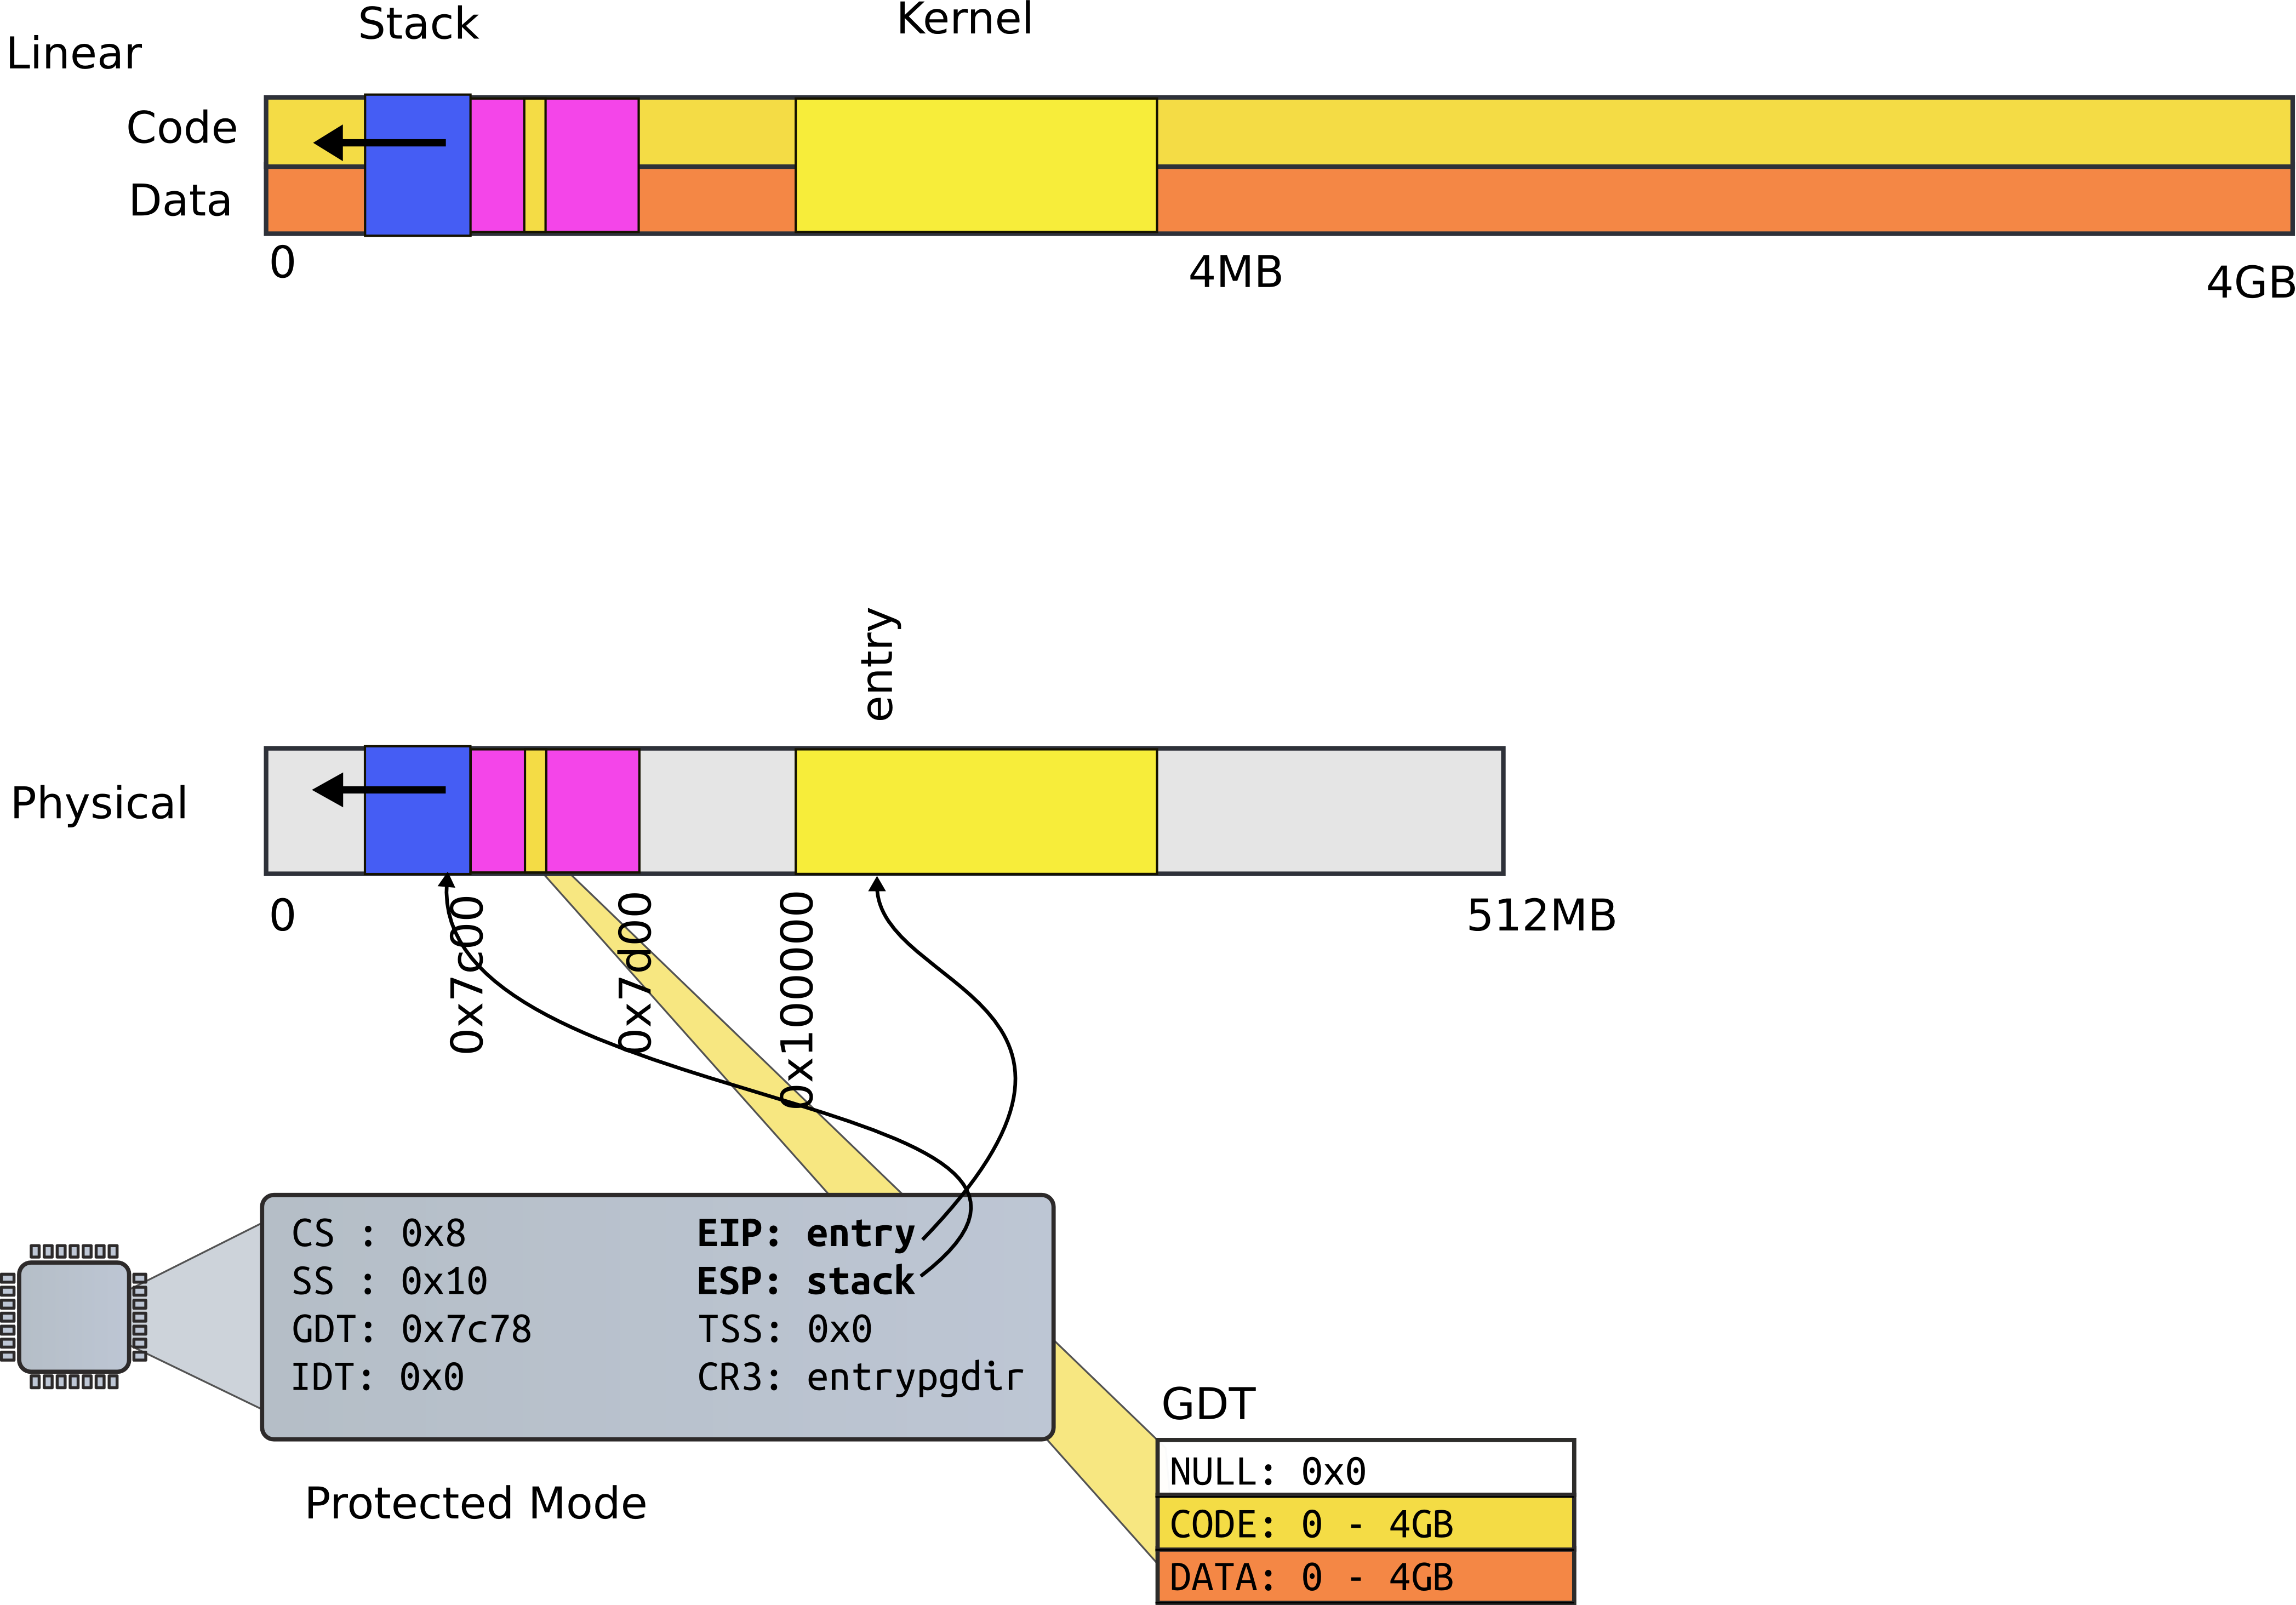 Stack
Kernel
Linear
Code
Data
0
4MB
4GB
entry
Physical
0
512MB
0x7c00
0x7d00
0x100000
CS : 0x8
EIP: entry
SS : 0x10
ESP: stack
GDT: 0x7c78
TSS: 0x0
IDT: 0x0
CR3: entrypgdir
Protected Mode
GDT
NULL: 0x0
CODE: 0 - 4GB
DATA: 0 - 4GB